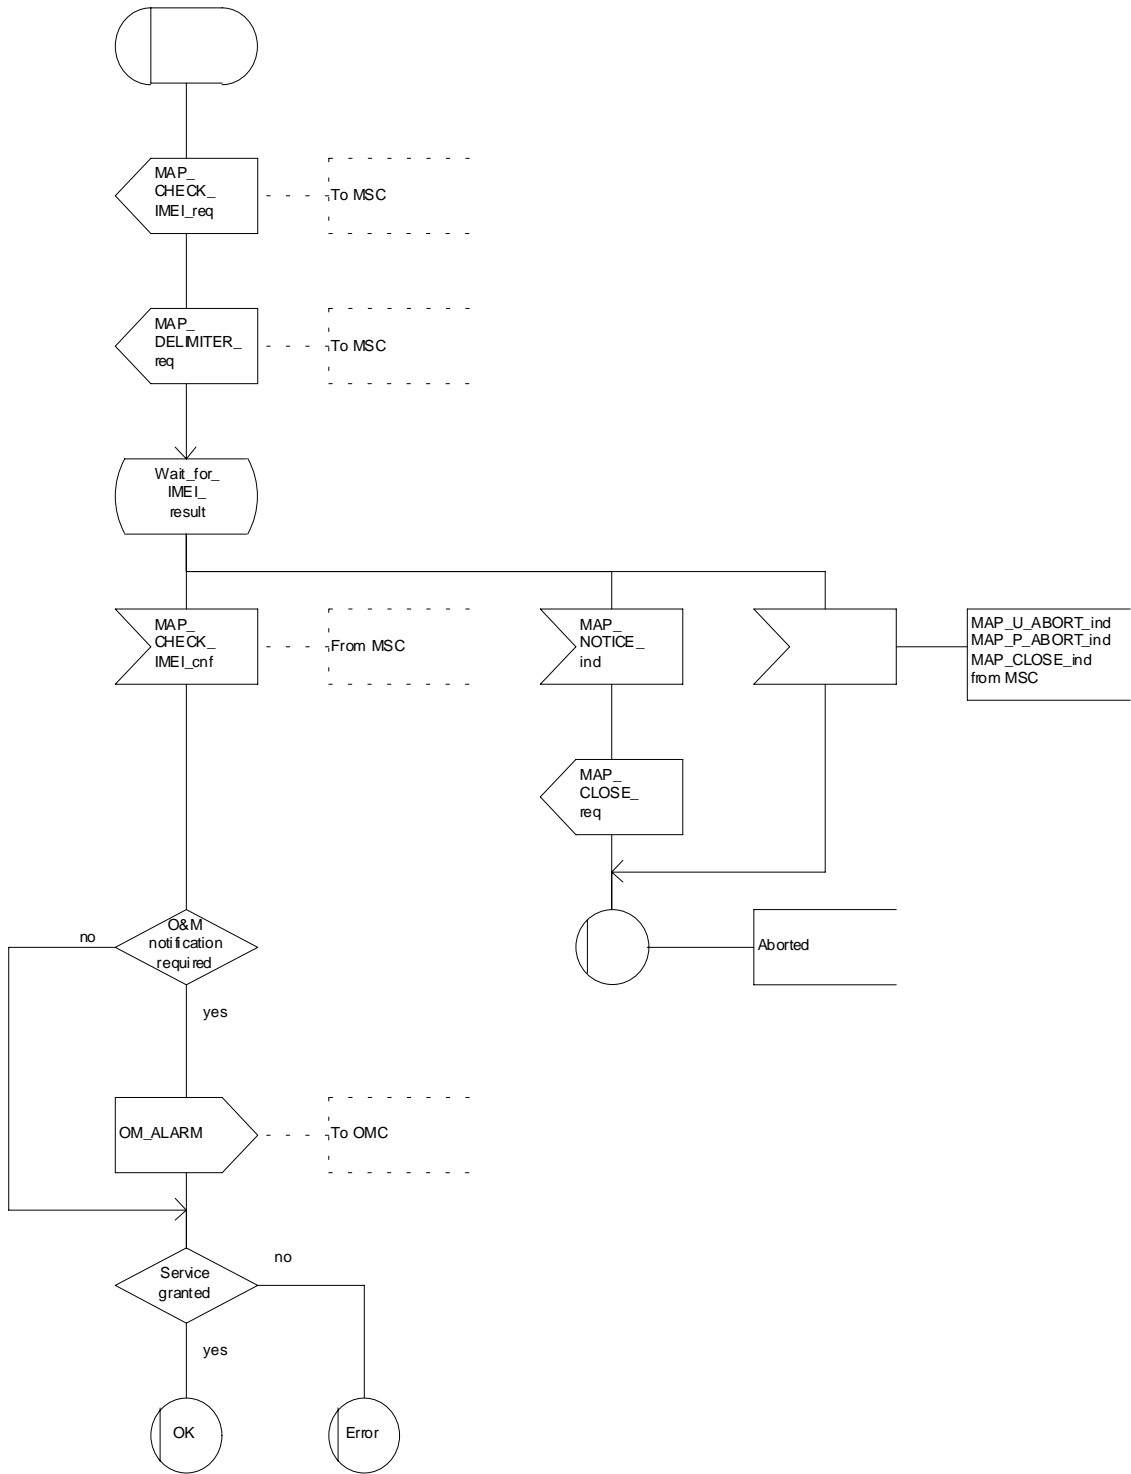 MAP_
CHECK_
IMEI_req
To MSC
MAP_
DELIMITER_
req
To MSC
Wait_for_
IMEI_
result
MAP_
CHECK_
IMEI_cnf
From MSC
MAP_
NOTICE_
ind
MAP_U_ABORT_ind
MAP_P_ABORT_ind
MAP_CLOSE_ind
from MSC
MAP_
CLOSE_
req
O&M
notification
required
no
Aborted
yes
OM_ALARM
To OMC
no
Service
granted
yes
OK
Error